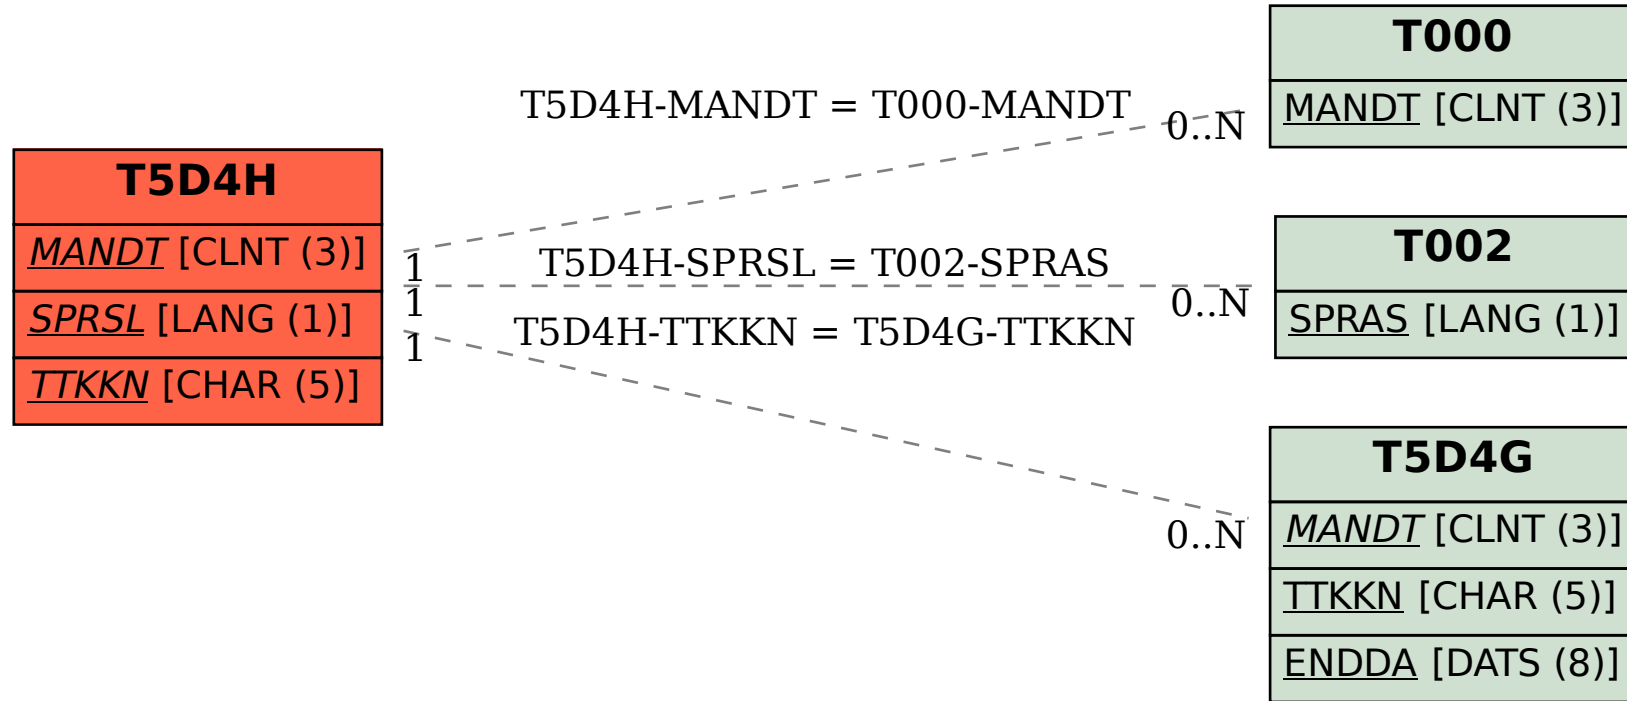 T5D4H
MANDT [CLNT (3)]
SPRSL [LANG (1)]
TTKKN [CHAR (5)]
T5D4H-MANDT = T000-MANDT
0..N
1
T5D4H-SPRSL = T002-SPRAS
1
0..N
T5D4H-TTKKN = T5D4G-TTKKN
1
0..N
T000
MANDT [CLNT (3)]
T002
SPRAS [LANG (1)]
T5D4G
MANDT [CLNT (3)]
TTKKN [CHAR (5)]
ENDDA [DATS (8)]